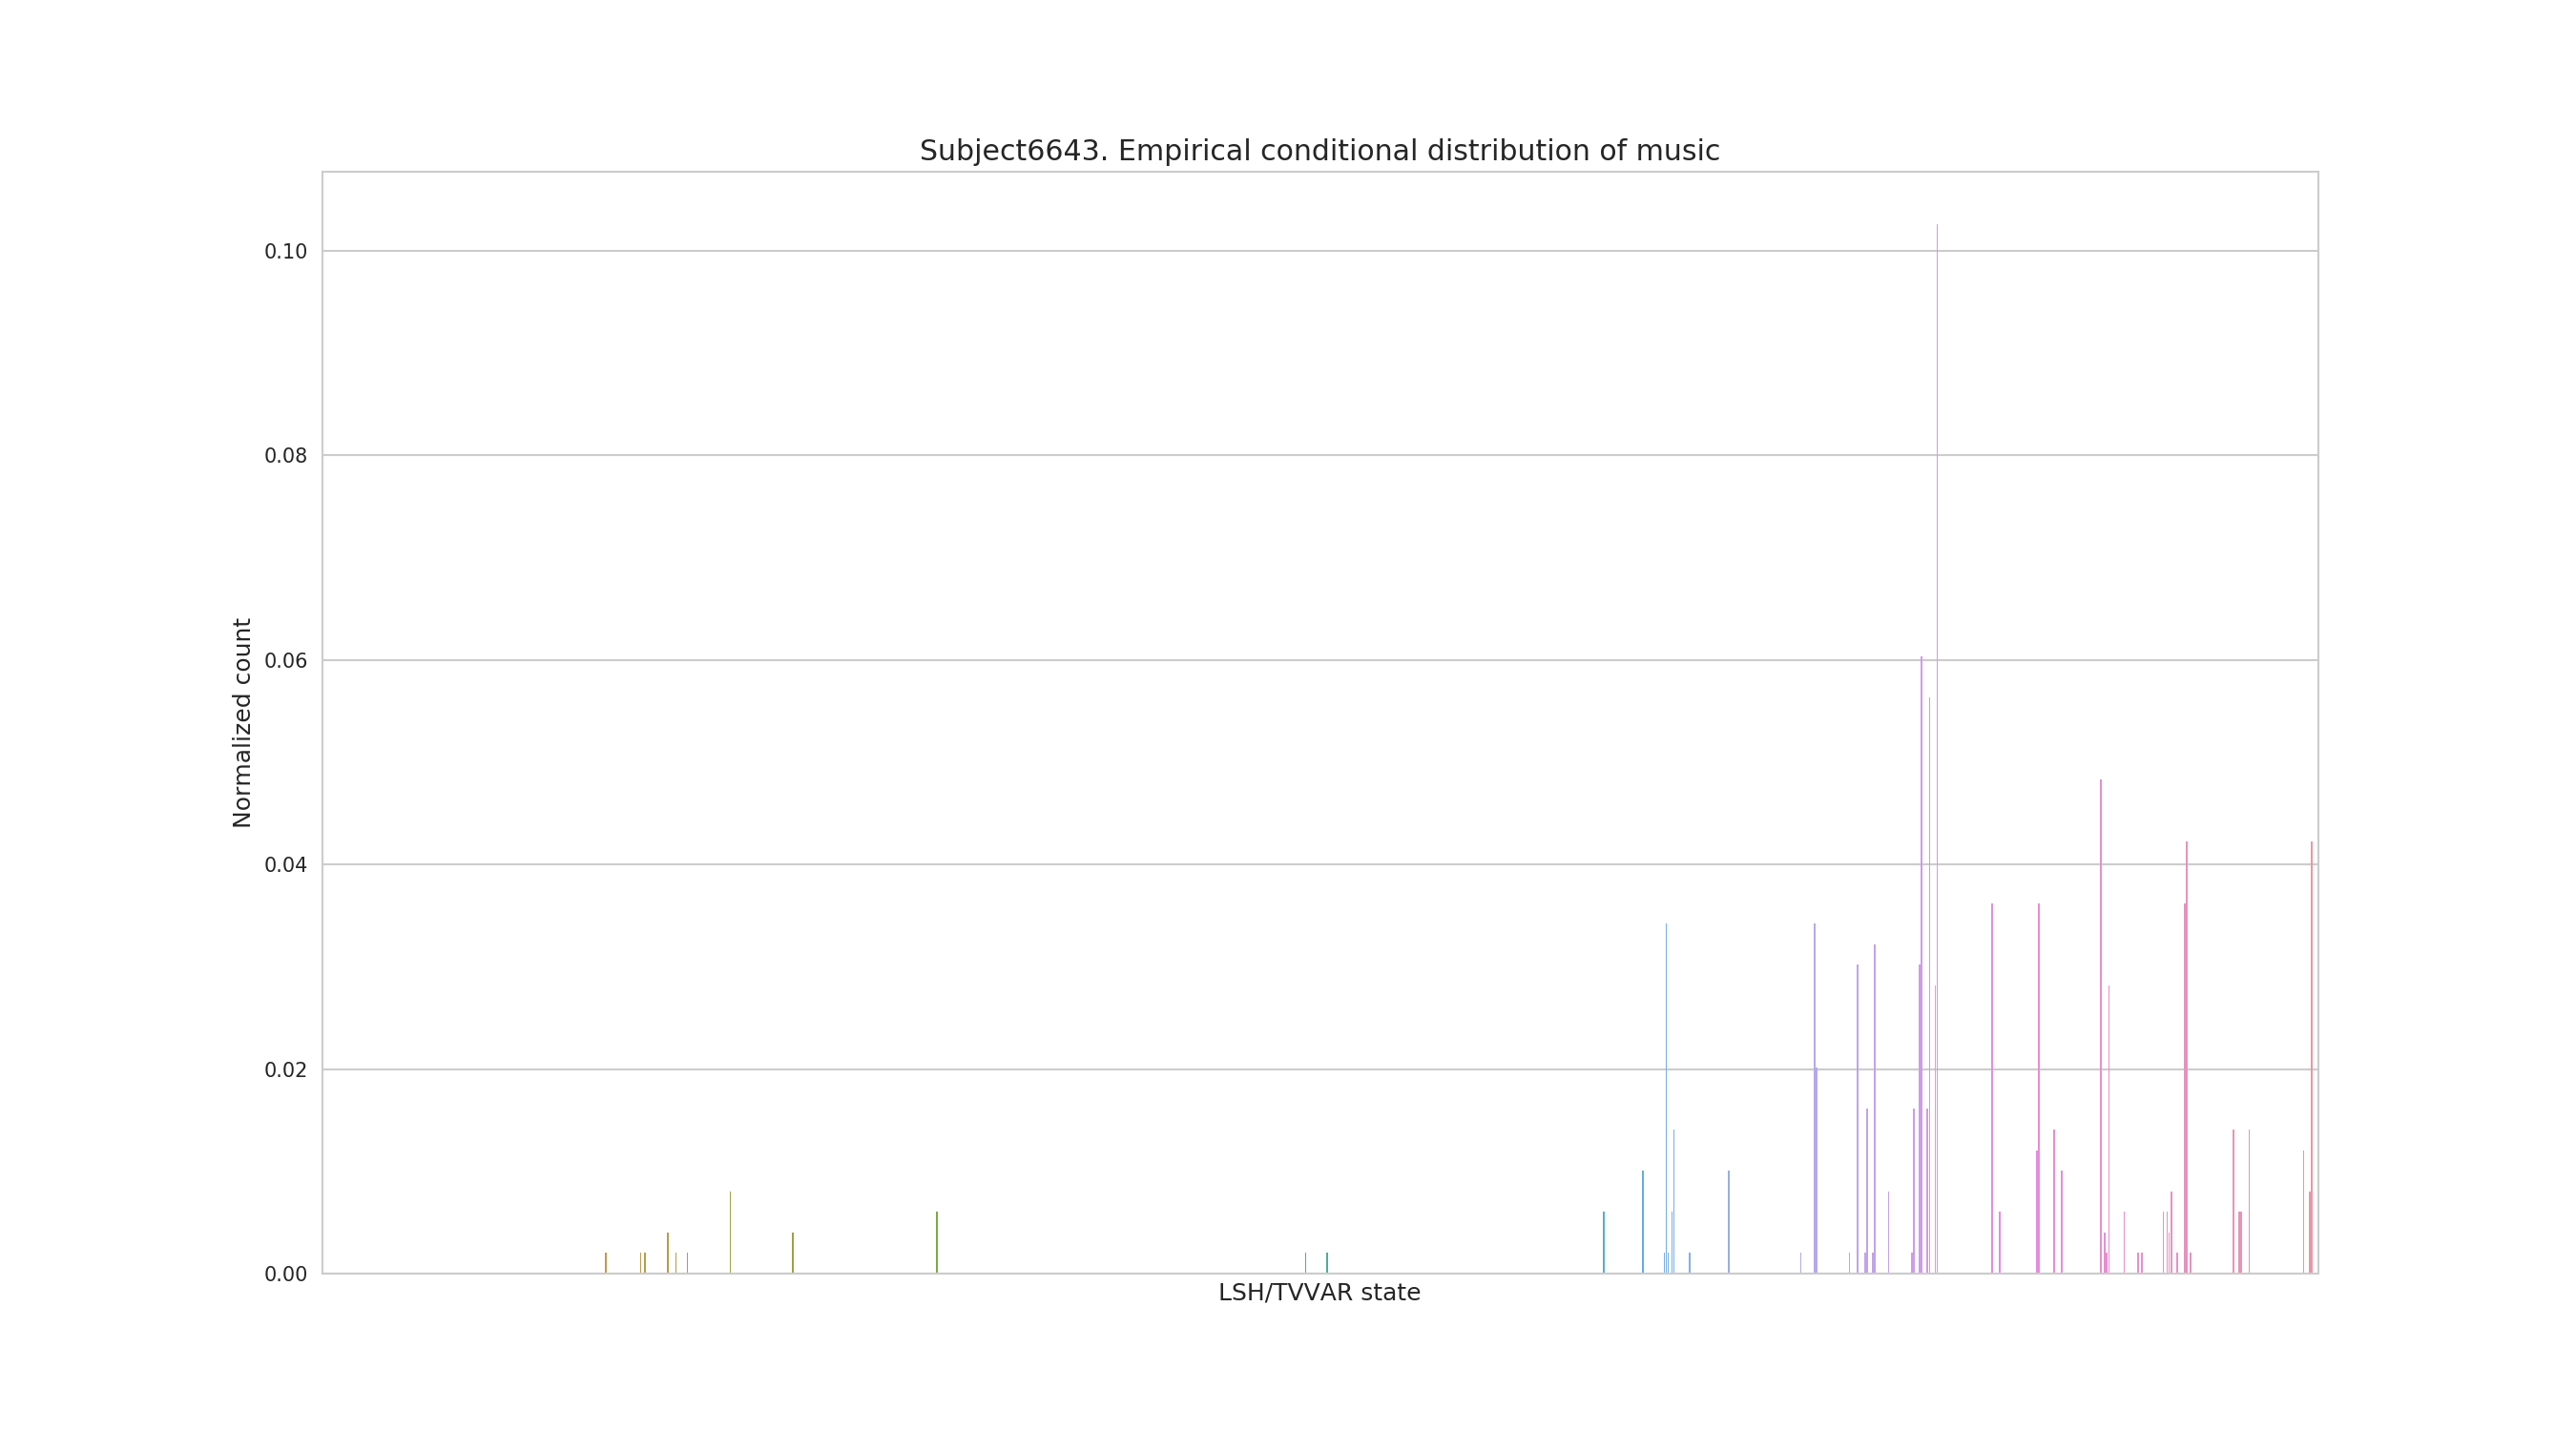 Subject6643. Empirical conditional distribution of music
0.10
0.08
0.06
0.04
0.02
0.00
Normalized count
LSH/TVVAR state